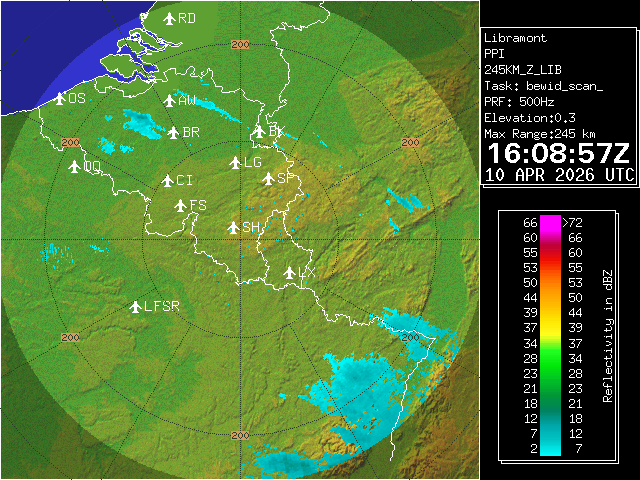 RD
200
OS
AW
BR
BK
200
200
OO
LG
CI
SP
FS
SH
LX
LFSR
200
200
200
Librament
PPI
245KM_Z_LIB
Task: bewid_scan_
PRF: 500Hz
Elevation:0.3
Max Range:245 km
16:08:57Z
10 APR 2026 UTC
66 >72
60 66
60 66
55 60
53 55
50 53
44 50
39 44
37 39
34 37
28 34
23 28
21 23
18 21
12 18
7 12
2 7
Reflectivity in dBZ